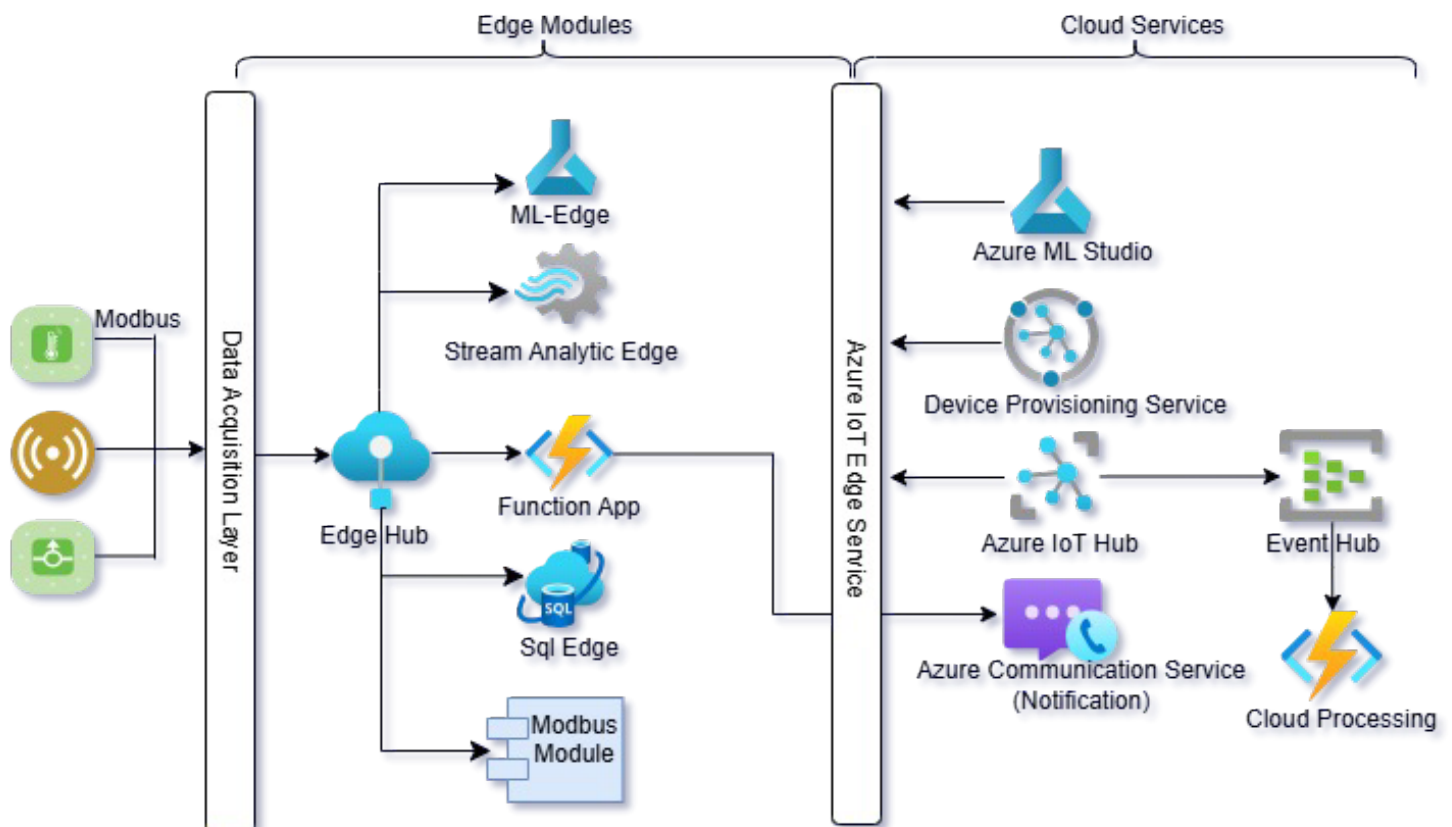 Edge Modules
Cloud Services
Modbus
Data Acquisition Layer
ML-Edge
Stream Analytic Edge
Edge Hub
Function App
SQL
Sql Edge
Modbus
Module
Azure IoT Edge Service
Azure ML Studio
Device Provisioning Service
Azure IoT Hub
Event Hub
Azure Communication Service
(Notification)
Cloud Processing